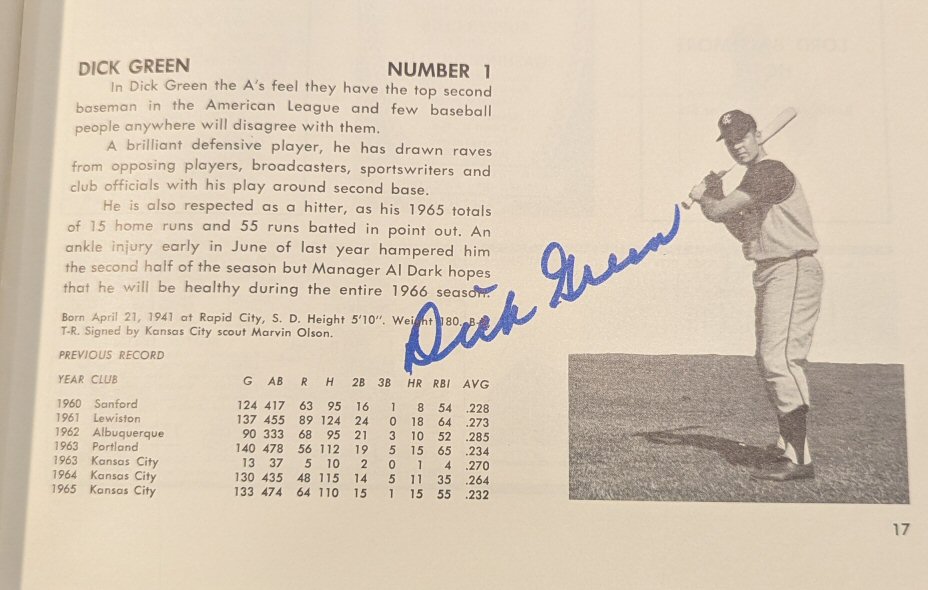 DICK GREEN NUMBER 1
In Dick Green the A's feel they have the top second
baseman in the American League and few baseball
people anywhere will disagree with them.
A brilliant defensive player, he has drawn raves
from opposing players, broadcasters, sportswriters and
club officials with his play around second base.
He is also respected as a hitter, as his 1965 totals
of 15 home runs and 55 runs batted in point out. An
ankle injury early in June of last year hampered him
the second half of the season but Manager Al Dark hopes
that he will be healthy during the entire 1966 season.
Dick Green
Born April 21, 1941 at Rapid City, S. D. Height 5'10". Weight 180. B-R
T-R. Signed by Kansas City scout Marvin Olson.
PREVIOUS RECORD
YEAR CLUB G AB R H 2B 3B HR RBI AVG
1960 Sanford 124 417 63 95 16 1 8 54 .228
1961 Lewiston 137 455 89 124 24 0 18 64 .273
1962 Albuquerque 90 333 68 95 21 3 10 52 .285
1963 Portland 140 478 56 112 19 5 15 65 .234
1963 Kansas City 13 37 5 10 2 0 1 4 .270
1964 Kansas City 130 435 48 115 14 5 11 35 .264
1965 Kansas City 133 474 64 110 15 1 15 55 .232
KC
17